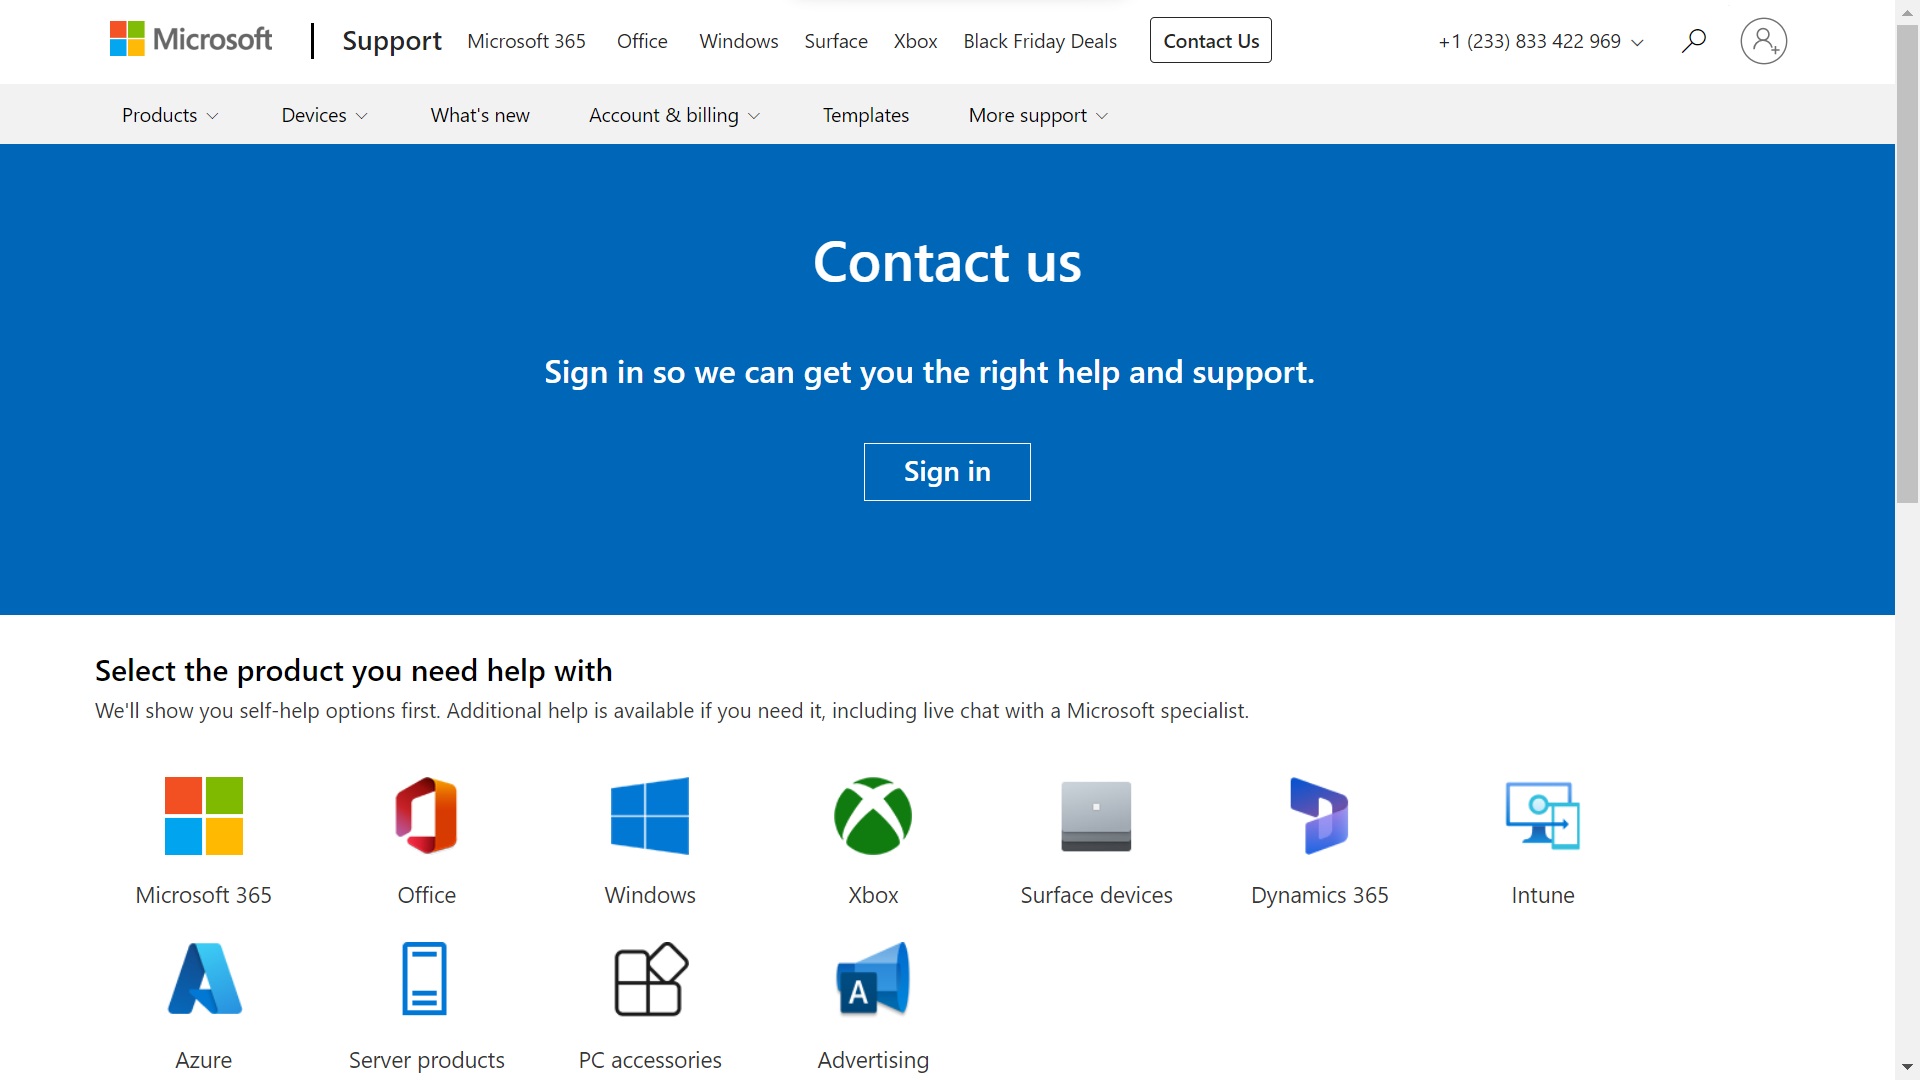 Microsoft Support Microsoft 365 Office Windows Surface Xbox Black Friday Deals Contact Us +1 (233) 833 422 969
Products Devices What's new Account & billing Templates More support
Contact us
Sign in so we can get you the right help and support.
Sign in
Select the product you need help with
We'll show you self-help options first. Additional help is available if you need it, including live chat with a Microsoft specialist.
Microsoft 365 Office Windows Xbox Surface devices Dynamics 365 Intune
A
Azure Server products PC accessories Advertising